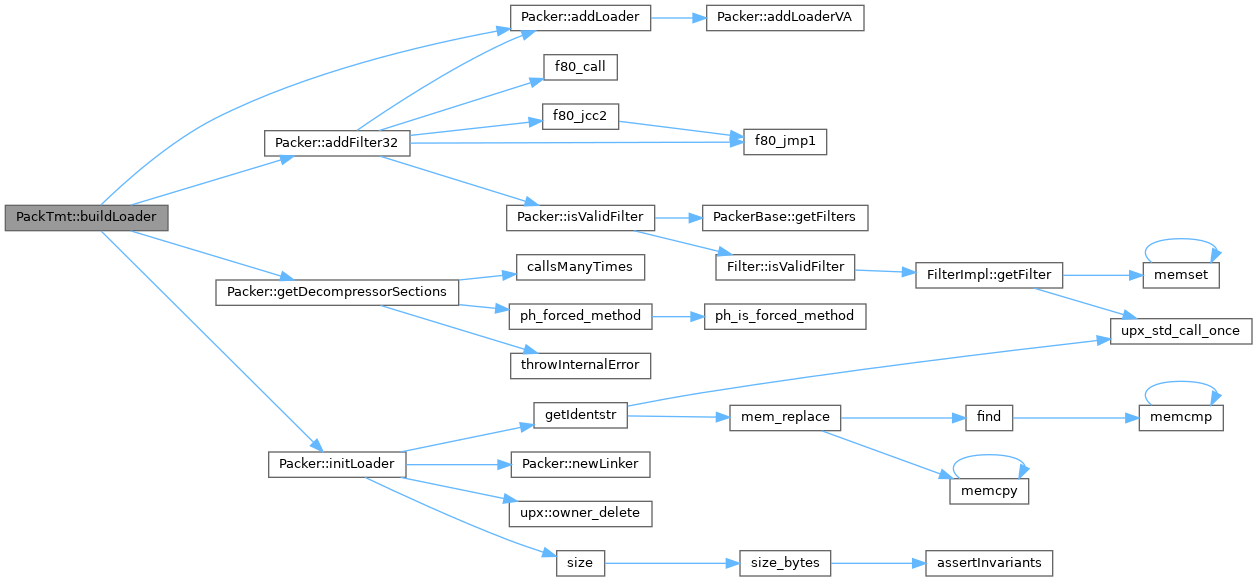 Packer::addLoader
Packer::addLoaderVA
f80_call
f80_jcc2
Packer::addFilter32
f80_jmp1
PackTmt::buildLoader
Packer::isValidFilter
PackerBase::getFilters
Filter::isValidFilter
FilterImpl::getFilter
memset
callsManyTimes
Packer::getDecompressorSections
ph_forced_method
ph_is_forced_method
upx_std_call_once
throwInternalError
getIdentstr
mem_replace
find
memcmp
Packer::initLoader
Packer::newLinker
memcpy
upx::owner_delete
size
size_bytes
assertInvariants